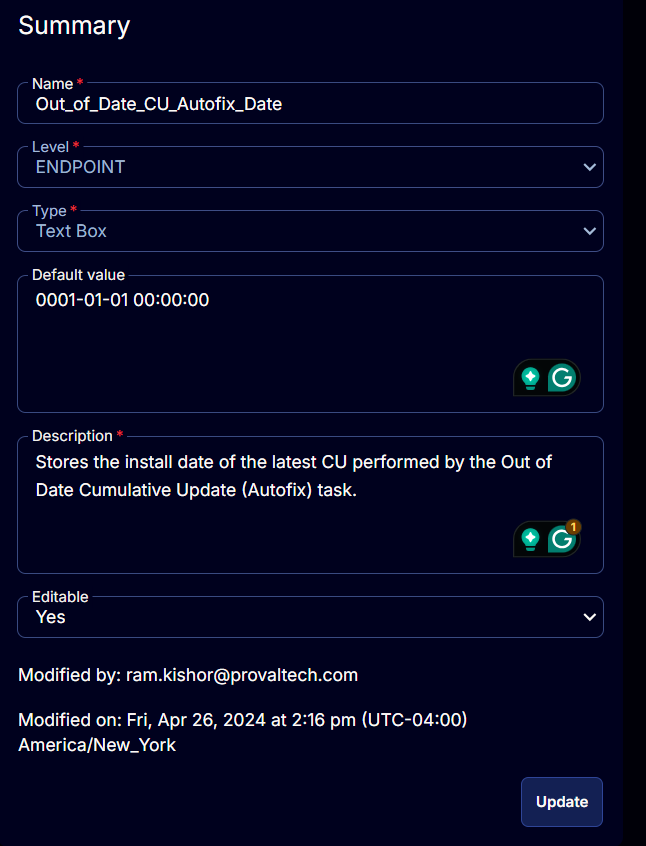 Summary
Name *
Out_of_Date_CU_Autofix_Date
Level *
ENDPOINT
Type *
Text Box
Default value
0001-01-01 00:00:00
Description *
Stores the install date of the latest CU performed by the Out of
Date Cumulative Update (Autofix) task.
1
Editable
Yes
Modified by: ram.kishor@provaltech.com
Modified on: Fri, Apr 26, 2024 at 2:16 pm (UTC-04:00)
America/New_York
Update